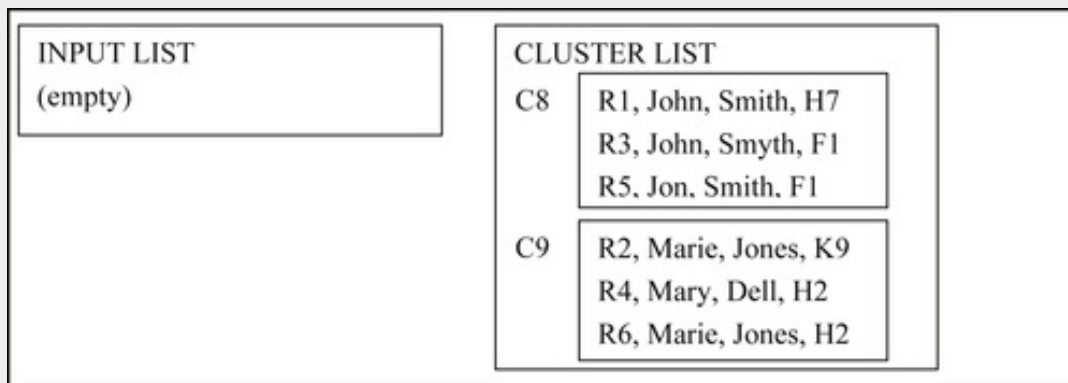 INPUT LIST
(empty)
CLUSTER LIST
C8
R1, John, Smith, H7
R3, John, Smyth, F1
R5, Jon, Smith, F1
C9
R2, Marie, Jones, K9
R4, Mary, Dell, H2
R6, Marie, Jones, H2